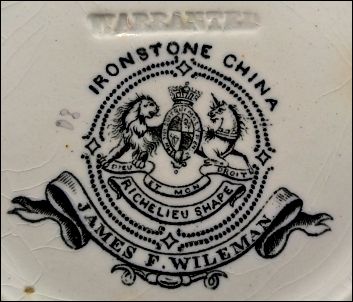 WARRANTED
IRONSTONE CHINA
DIEU ET MON DROIT
RICHELIEU SHAPE
JAMES F. WILEMAN